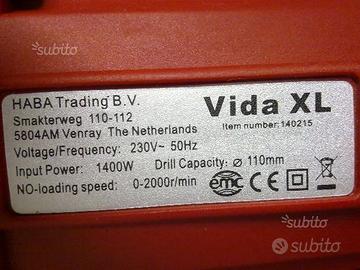 HABA Trading B.V.
Smakterweg 110-112
5804AM Venray The Netherlands
Vida XL
Item number: 140215
Voltage/Frequency: 230V~ 50Hz
Input Power: 1400W Drill Capacity: ⌀ 110mm
NO-loading speed: 0-2000r/min
emc
CE
subito
subito
subito